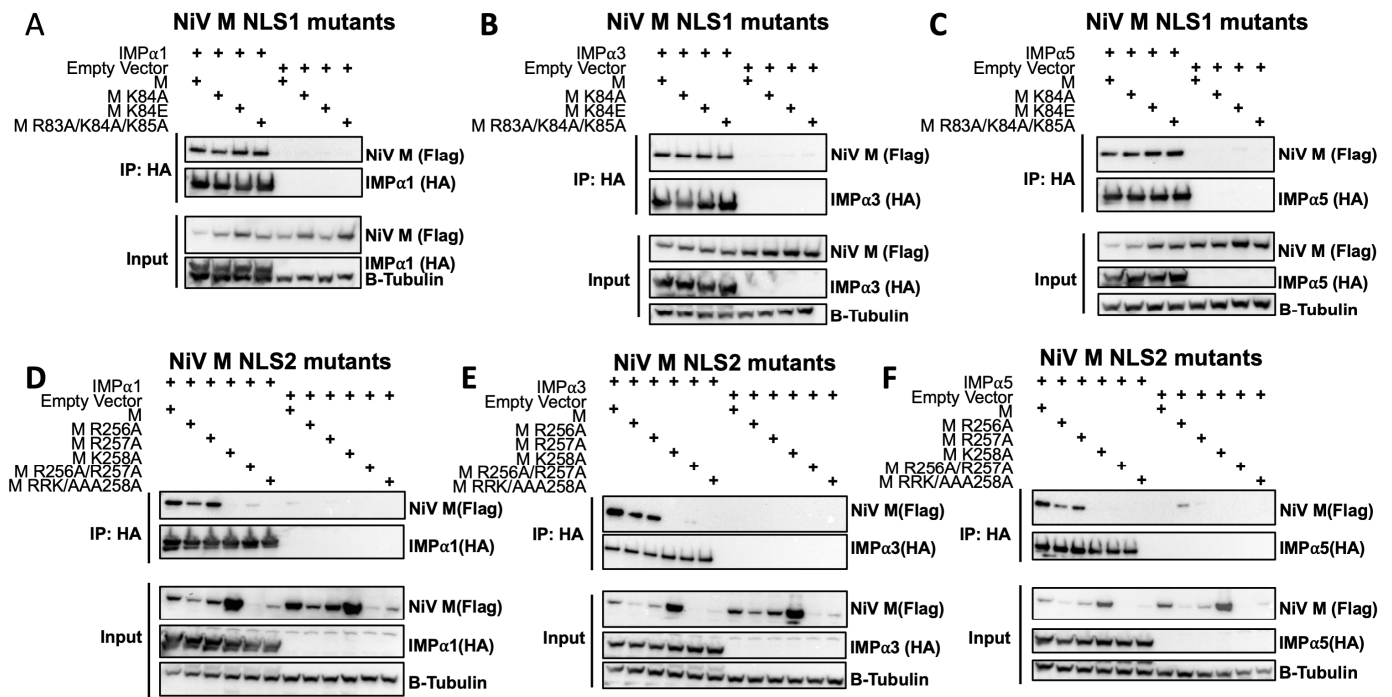 A
NiV M NLS1 mutants
IMPα1 + + + +
Empty Vector + + + +
M + +
M K84A + +
M K84E + +
M R83A/K84A/K85A + +
IP: HA
NiV M (Flag)
IMPα1 (HA)
Input
NiV M (Flag)
IMPα1 (HA)
B-Tubulin
B
NiV M NLS1 mutants
IMPα3 + + + +
Empty Vector + + + +
M + +
M K84A + +
M K84E + +
M R83A/K84A/K85A + +
IP: HA
NiV M (Flag)
IMPα3 (HA)
Input
NiV M (Flag)
IMPα3 (HA)
B-Tubulin
C
NiV M NLS1 mutants
IMPα5 + + + +
Empty Vector + + + +
M + +
M K84A + +
M K84E + +
M R83A/K84A/K85A + +
IP: HA
NiV M (Flag)
IMPα5 (HA)
Input
NiV M (Flag)
IMPα5 (HA)
B-Tubulin
D
NiV M NLS2 mutants
IMPα1 + + + + + +
Empty Vector + + + + + +
M + +
M R256A + +
M R257A + +
M K258A + +
M R256A/R257A + +
M RRK/AAA258A + +
IP: HA
NiV M(Flag)
IMPα1(HA)
Input
NiV M(Flag)
IMPα1(HA)
B-Tubulin
E
NiV M NLS2 mutants
IMPα3 + + + + + +
Empty Vector + + + + + +
M + +
M R256A + +
M R257A + +
M K258A + +
M R256A/R257A + +
M RRK/AAA258A + +
IP: HA
NiV M(Flag)
IMPα3(HA)
Input
NiV M(Flag)
IMPα3 (HA)
B-Tubulin
F
NiV M NLS2 mutants
IMPα5 + + + + + +
Empty Vector + + + + + +
M + +
M R256A + +
M R257A + +
M K258A + +
M R256A/R257A + +
M RRK/AAA258A + +
IP: HA
NiV M(Flag)
IMPα5(HA)
Input
NiV M (Flag)
IMPα5(HA)
B-Tubulin